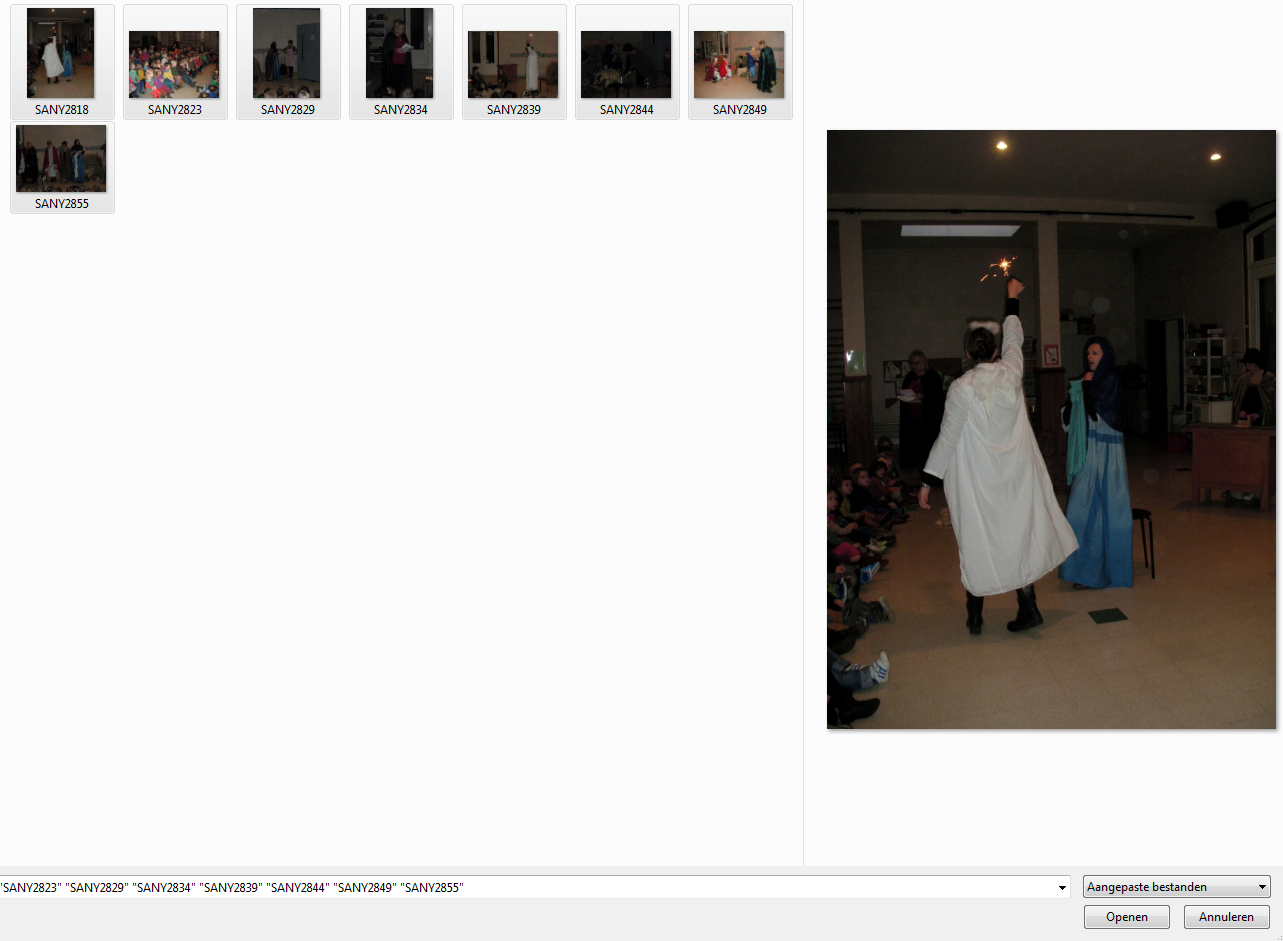 SANY2818
SANY2823
SANY2829
SANY2834
SANY2839
SANY2844
SANY2849
SANY2855
"SANY2823" "SANY2829" "SANY2834" "SANY2839" "SANY2844" "SANY2849" "SANY2855"
Aangepaste bestanden
Openen
Annuleren